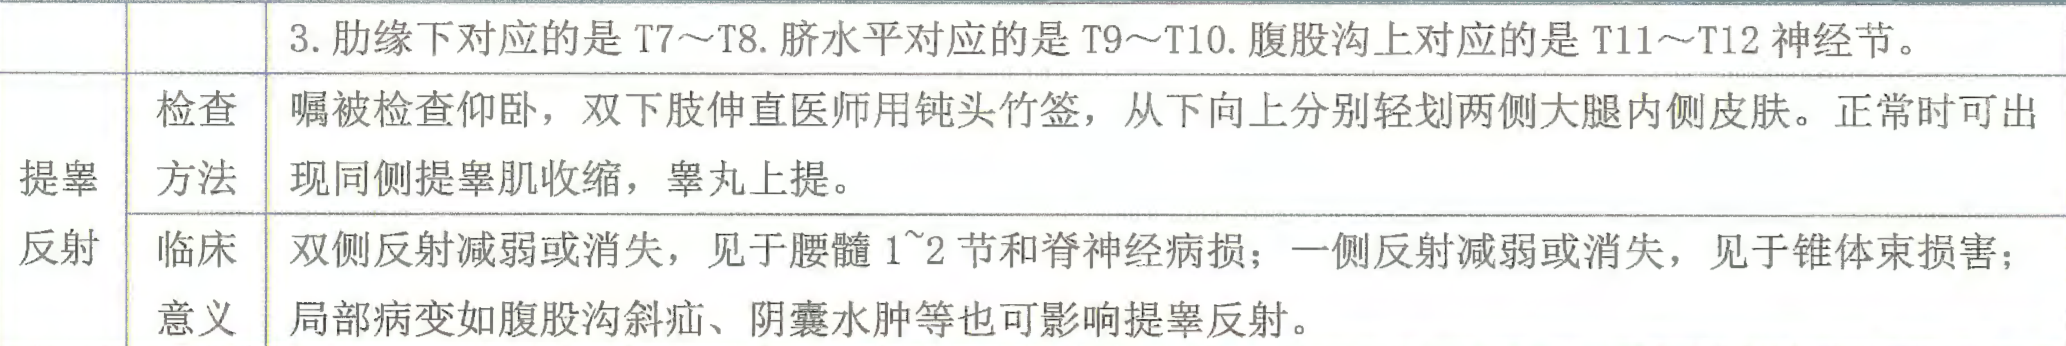 3. 肋缘下对应的是 T7～T8. 脐水平对应的是 T9～T10. 腹股沟上对应的是 T11～T12 神经节。
提睾反射
检查方法
嘱被检查仰卧，双下肢伸直医师用钝头竹签，从下向上分别轻划两侧大腿内侧皮肤。正常时可出
现同侧提睾肌收缩，睾丸上提。
临床意义
双侧反射减弱或消失，见于腰髓 1~2 节和脊神经病损；一侧反射减弱或消失，见于锥体束损害；
局部病变如腹股沟斜疝、阴囊水肿等也可影响提睾反射。